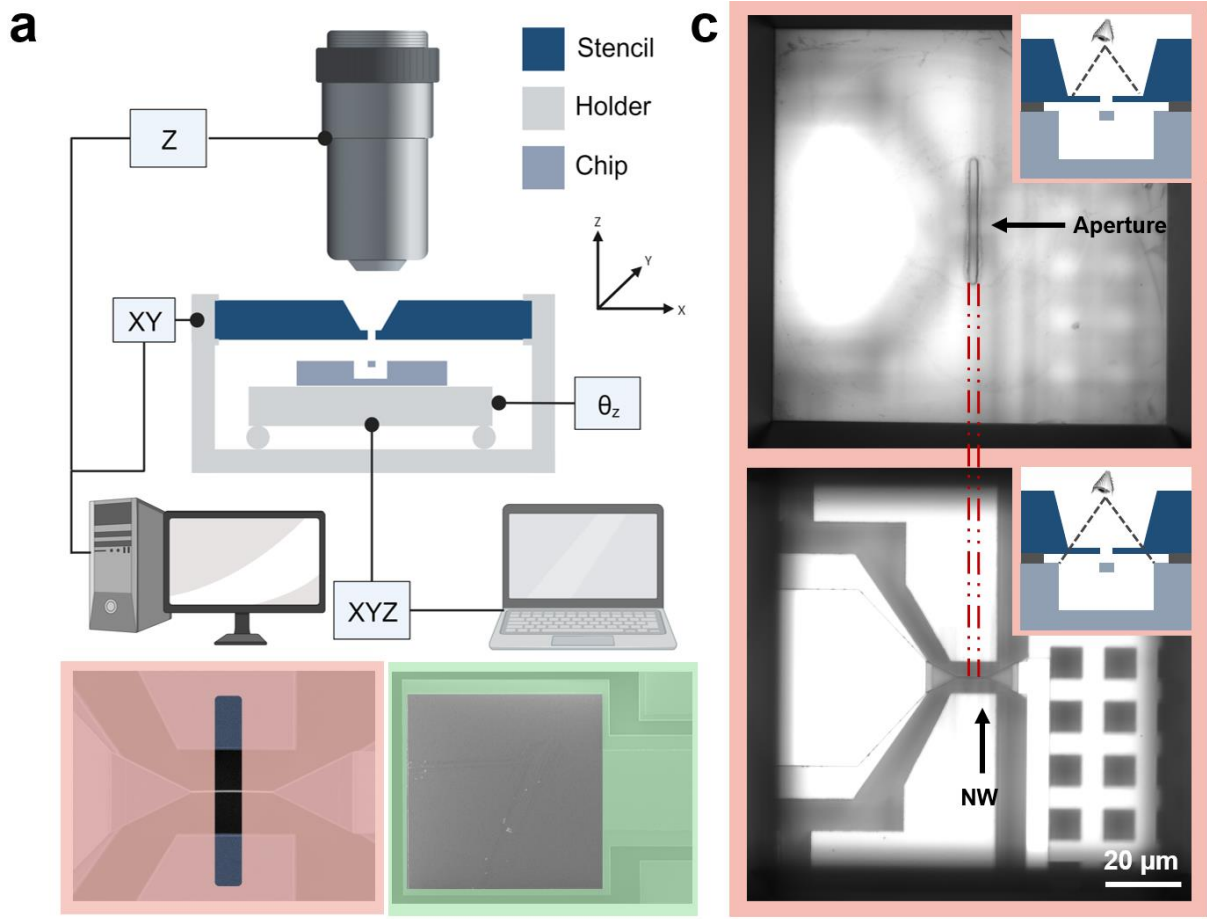 a
Stencil
Holder
Chip
Z
Z
Y
X
XY
θz
XYZ
c
Aperture
NW
20 μm